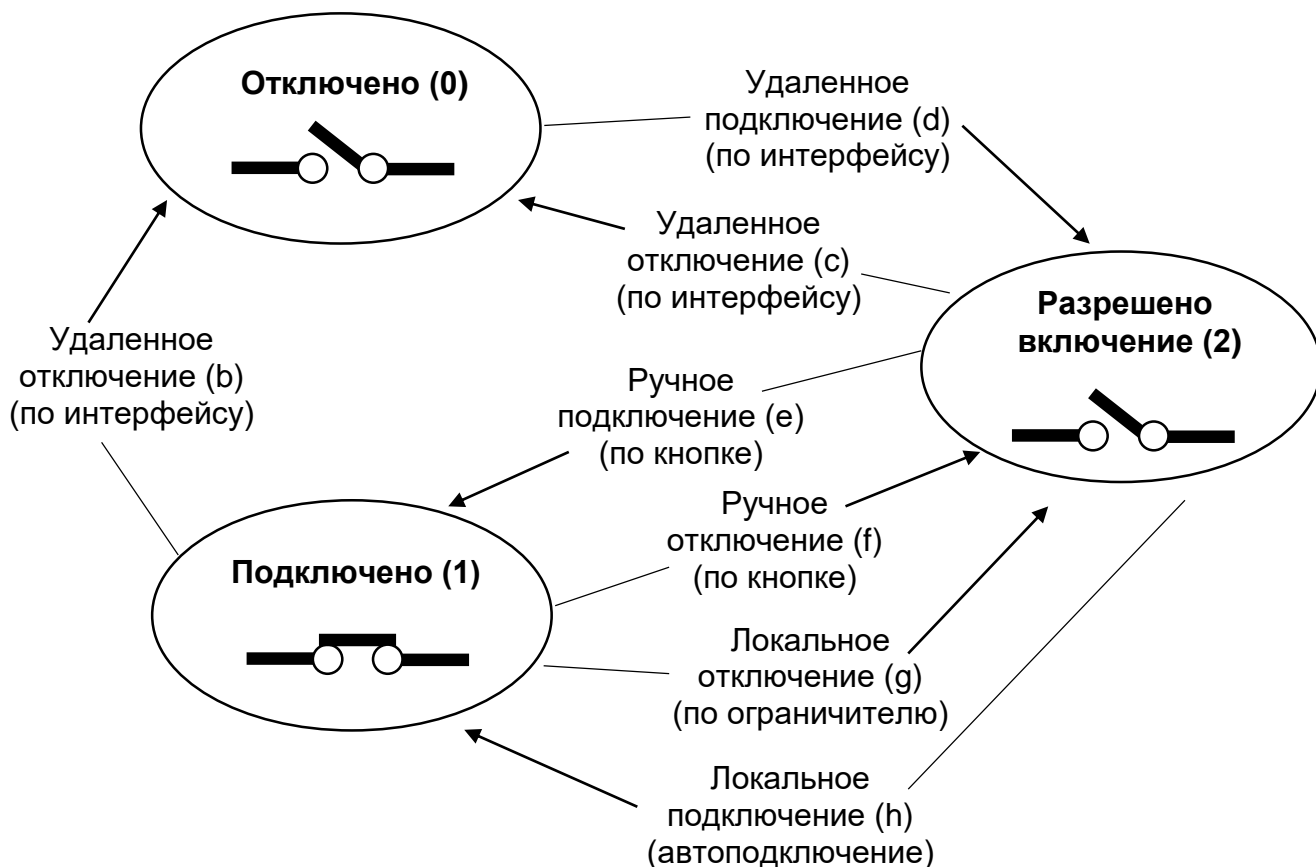 Отключено (0)
Удаленное
подключение (d)
(по интерфейсу)
Удаленное
отключение (c)
(по интерфейсу)
Разрешено
включение (2)
Удаленное
отключение (b)
(по интерфейсу)
Ручное
подключение (e)
(по кнопке)
Ручное
отключение (f)
(по кнопке)
Подключено (1)
Локальное
отключение (g)
(по ограничителю)
Локальное
подключение (h)
(автоподключение)